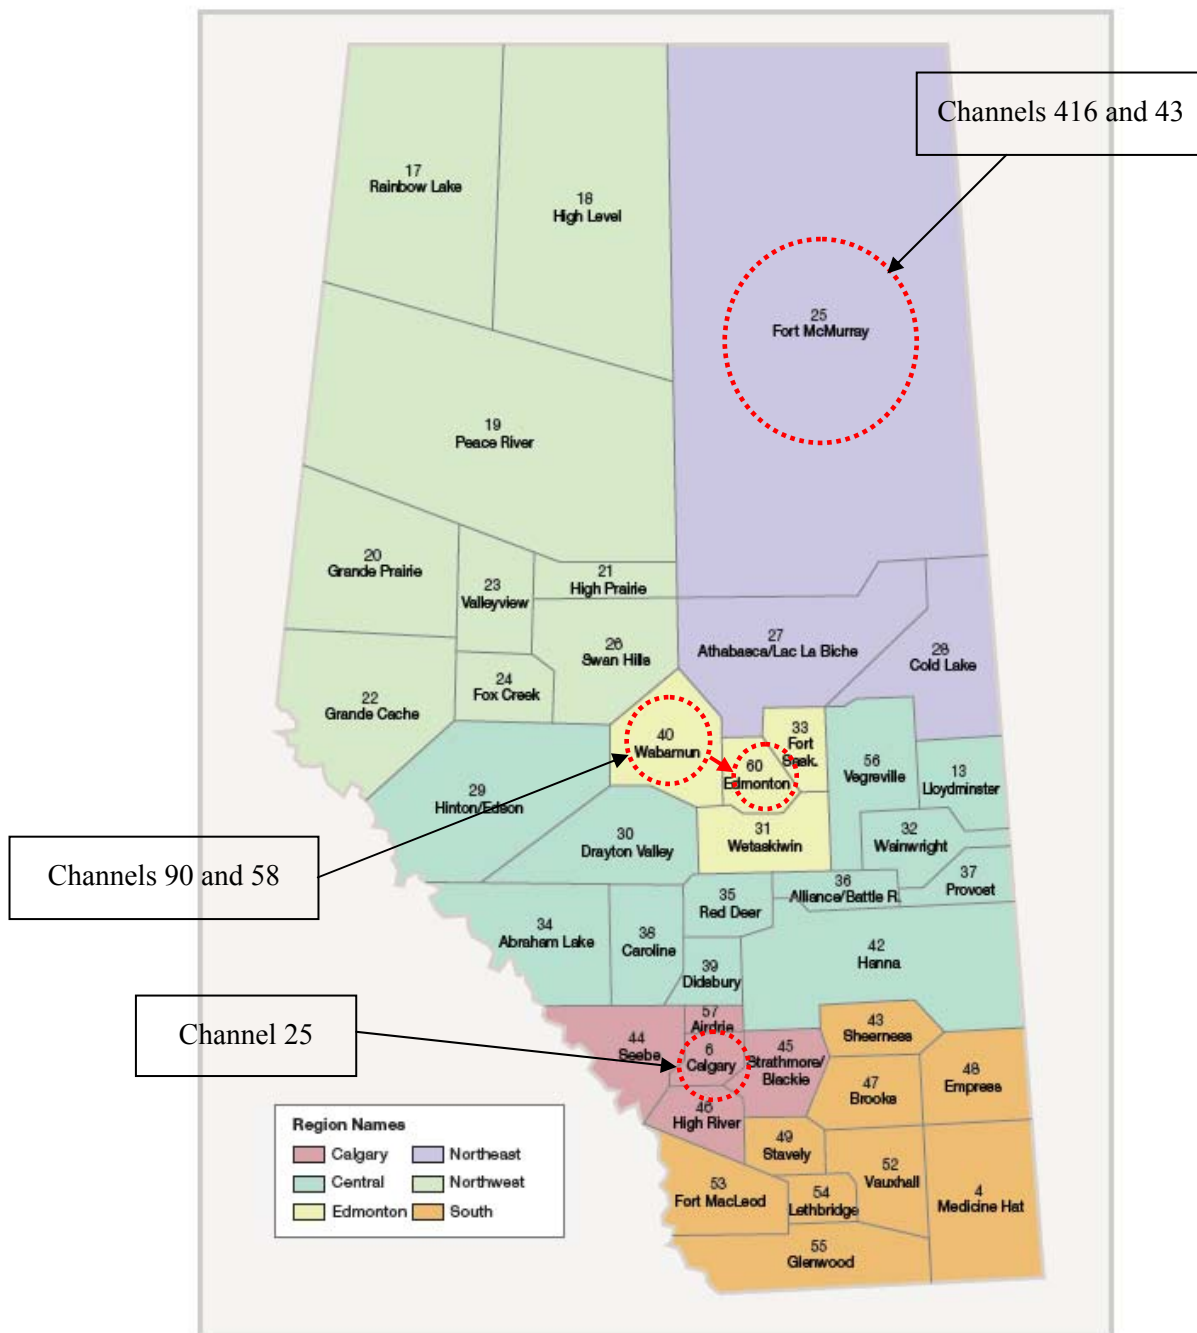 Channels 416 and 43
17
Rainbow Lake
18
High Level
25
Fort McMurray
19
Peace River
20
Grande Prairie
23
Valleyview
21
High Prairie
26
Swan Hills
27
Athabasca/Lac La Biche
28
Cold Lake
24
Fox Creek
22
Grande Cache
40
Wabamun
33
Fort
Sask.
60
Edmonton
56
Vegreville
13
Lloydminster
29
Hinton/Edson
30
Drayton Valley
31
Wetaskiwin
32
Wainwright
Channels 90 and 58
35
Red Deer
36
Alliance/Battle R.
37
Provost
34
Abraham Lake
38
Caroline
39
Didsbury
42
Hanna
Channel 25
57
Airdrie
44
Seebe
6
Calgary
45
Strathmore/
Blackie
43
Sheerness
47
Brooks
48
Empress
46
High River
49
Stavely
52
Vauxhall
53
Fort MacLeod
54
Lethbridge
4
Medicine Hat
55
Glenwood
Region Names
Calgary Northeast
Central Northwest
Edmonton South